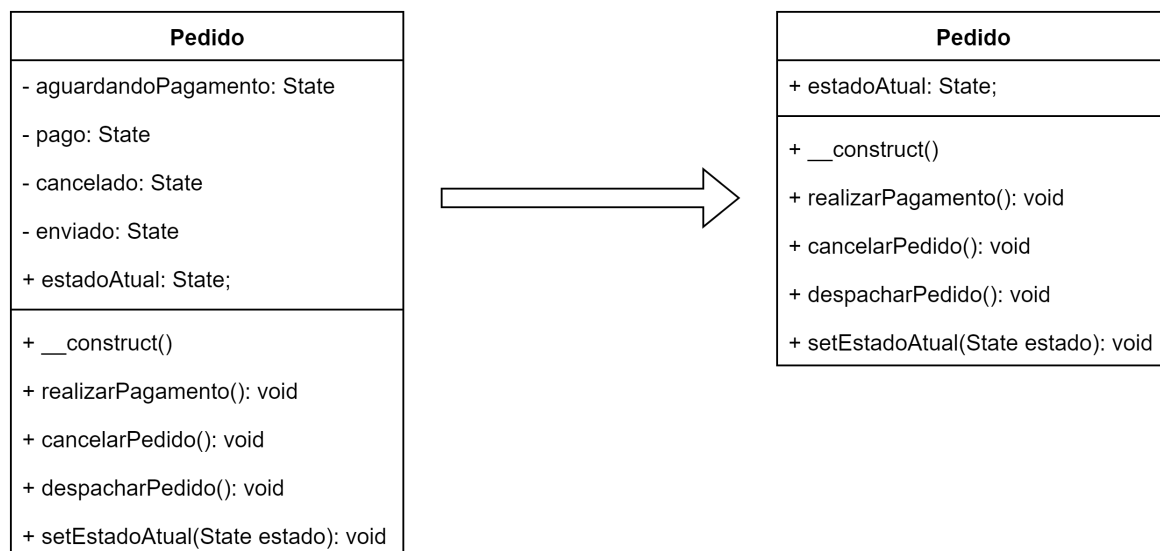 Pedido
- aguardandoPagamento: State
- pago: State
- cancelado: State
- enviado: State
+ estadoAtual: State;
+ __construct()
+ realizarPagamento(): void
+ cancelarPedido(): void
+ despacharPedido(): void
+ setEstadoAtual(State estado): void
Pedido
+ estadoAtual: State;
+ __construct()
+ realizarPagamento(): void
+ cancelarPedido(): void
+ despacharPedido(): void
+ setEstadoAtual(State estado): void